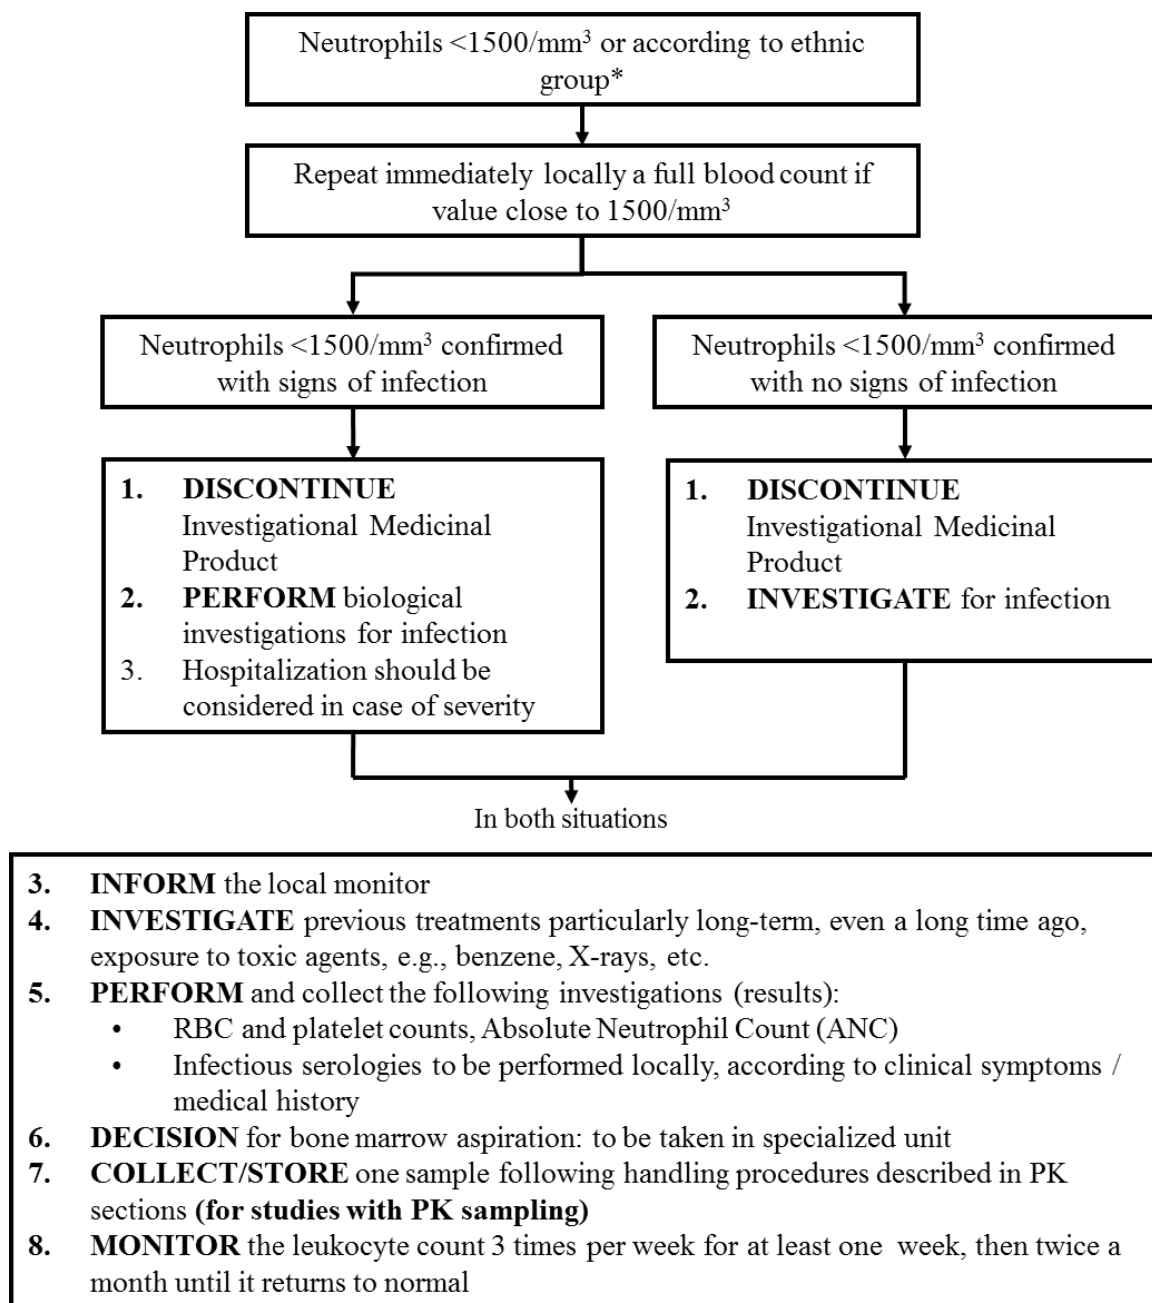 Neutrophils <1500/mm³ or according to ethnic
group*
Repeat immediately locally a full blood count if
value close to 1500/mm³
Neutrophils <1500/mm³ confirmed
with signs of infection
Neutrophils <1500/mm³ confirmed
with no signs of infection
1. DISCONTINUE
Investigational Medicinal
Product
2. PERFORM biological
investigations for infection
3. Hospitalization should be
considered in case of severity
1. DISCONTINUE
Investigational Medicinal
Product
2. INVESTIGATE for infection
In both situations
3. INFORM the local monitor
4. INVESTIGATE previous treatments particularly long-term, even a long time ago,
exposure to toxic agents, e.g., benzene, X-rays, etc.
5. PERFORM and collect the following investigations (results):
• RBC and platelet counts, Absolute Neutrophil Count (ANC)
• Infectious serologies to be performed locally, according to clinical symptoms /
medical history
6. DECISION for bone marrow aspiration: to be taken in specialized unit
7. COLLECT/STORE one sample following handling procedures described in PK
sections (for studies with PK sampling)
8. MONITOR the leukocyte count 3 times per week for at least one week, then twice a
month until it returns to normal